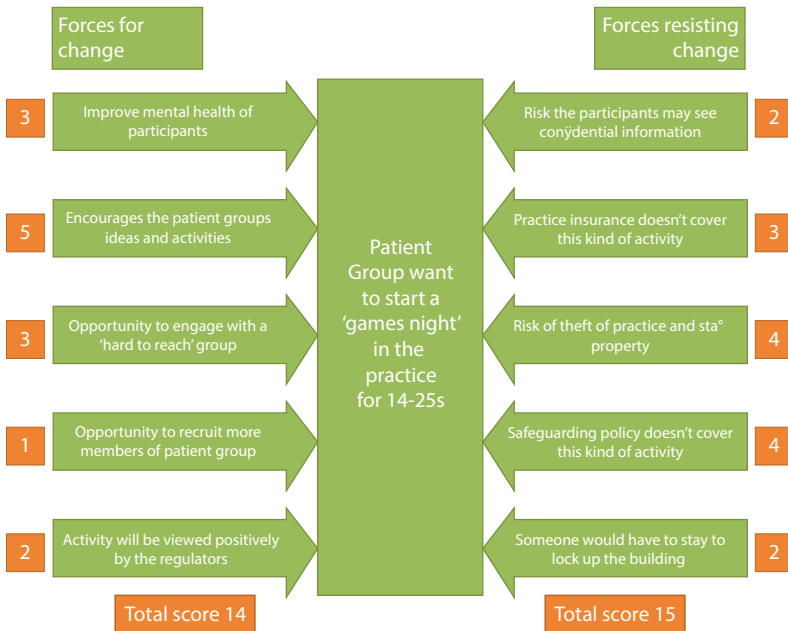 Forces for
change
Forces resisting
change
3
Improve mental health of
participants
Risk the participants may see
conÿdential information
2
5
Encourages the patient groups
ideas and activities
Practice insurance doesn't cover
this kind of activity
3
Patient
Group want
to start a
‘games night’
in the
practice
for 14-25s
3
Opportunity to engage with a
‘hard to reach’ group
Risk of theft of practice and sta°
property
4
1
Opportunity to recruit more
members of patient group
Safeguarding policy doesn't cover
this kind of activity
4
2
Activity will be viewed positively
by the regulators
Someone would have to stay to
lock up the building
2
Total score 14
Total score 15